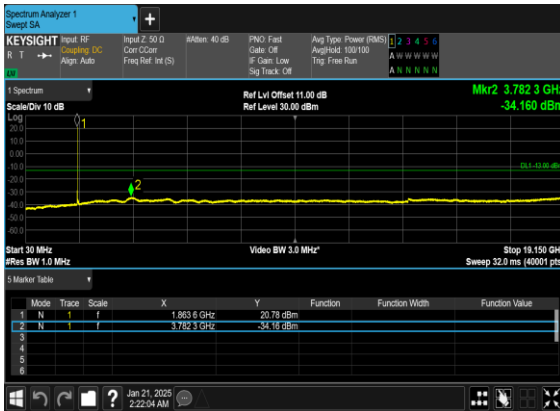 Spectrum Analyzer 1
Swept SA
KEYSIGHT Input: RF Input Z: 50 Ω #Atten: 40 dB PNO: Fast Avg Type: Power (RMS) 1 2 3 4 5 6
R T Coupling: DC Corr CCorr Gate: Off Avg|Hold: 100/100 A W W W W W
Align: Auto Freq Ref: Int (S) IF Gain: Low Trig: Free Run
LW Sig Track: Off A N N N N N
1 Spectrum
Scale/Div 10 dB Ref Lvl Offset 11.00 dB Mkr2 3.782 3 GHz
Ref Level 30.00 dBm -34.160 dBm
Log
20.0
10.0
0.00
-10.0
-20.0
-30.0
-40.0
-50.0
-60.0
1
2
DL1 -13.00 dBm
Start 30 MHz Video BW 3.0 MHz* Stop 19.150 GHz
#Res BW 1.0 MHz Sweep 32.0 ms (40001 pts)
5 Marker Table
Mode Trace Scale X Y Function Function Width Function Value
1 N 1 f 1.863 6 GHz 20.78 dBm
2 N 1 f 3.782 3 GHz -34.16 dBm
3
4
5
6
Jan 21, 2025
2:22:04 AM